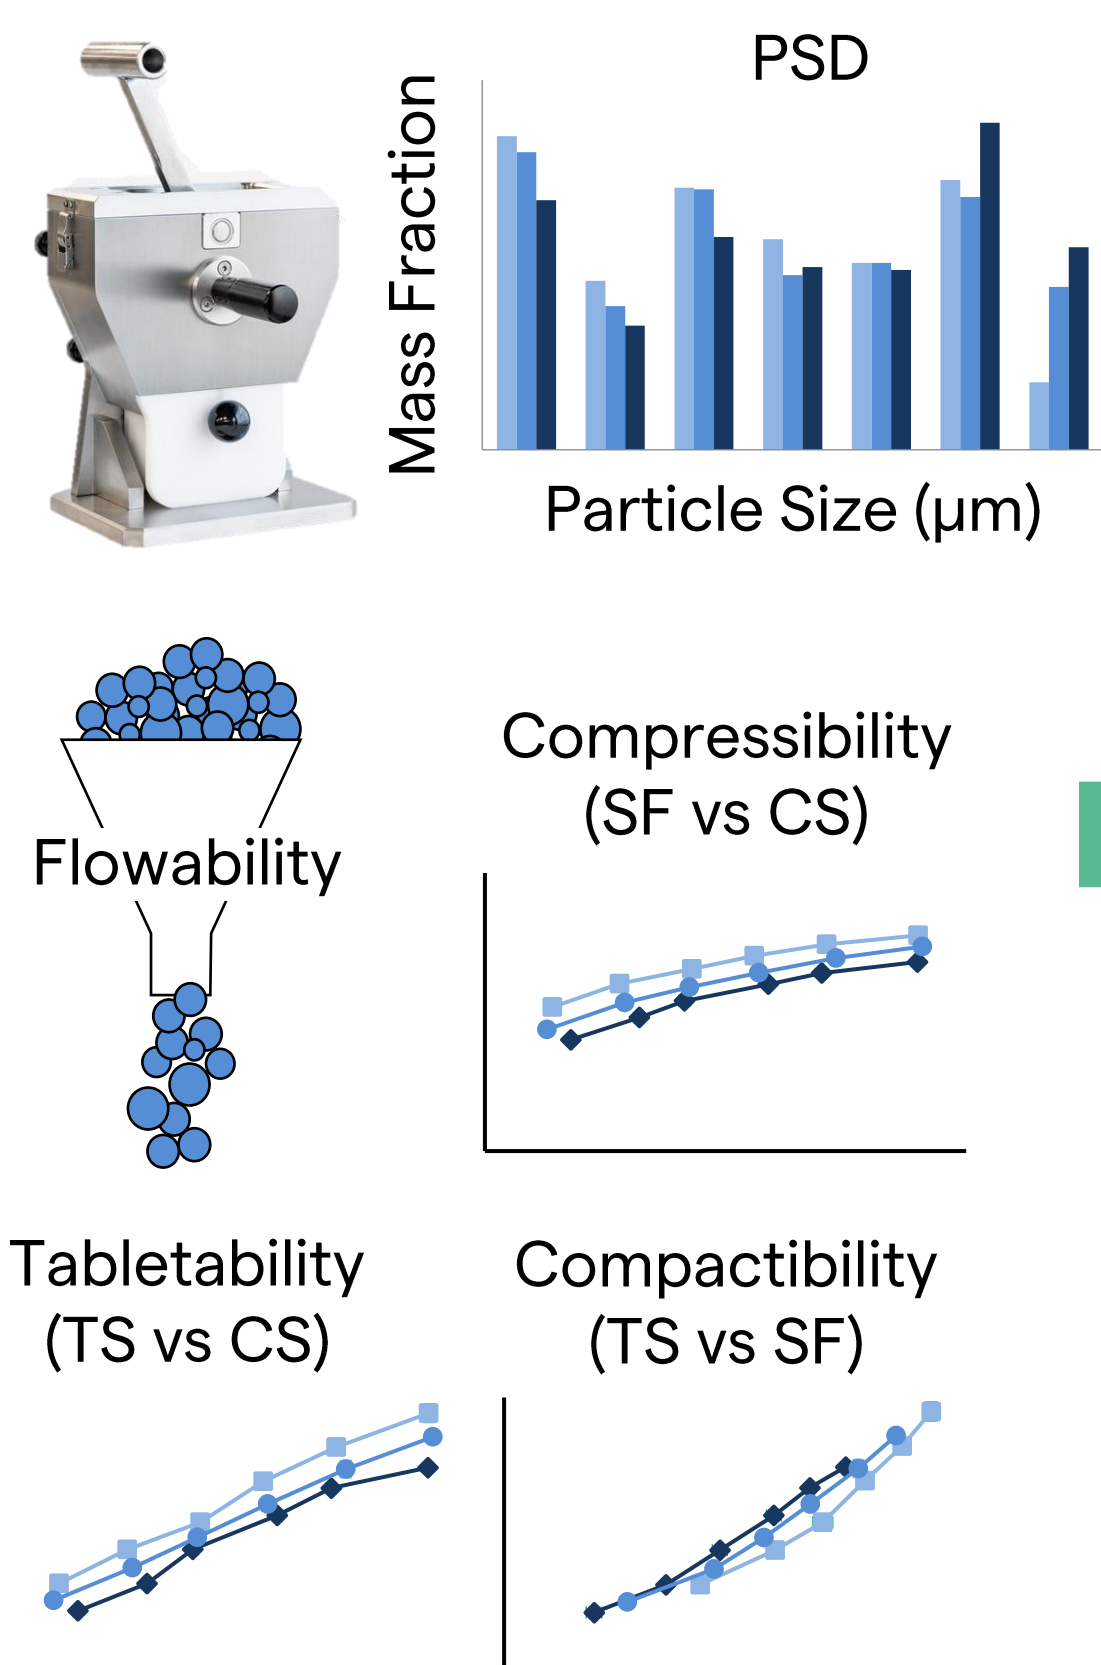 PSD
Mass Fraction
Particle Size (µm)
Flowability
Compressibility
(SF vs CS)
Tabletability
(TS vs CS)
Compactibility
(TS vs SF)